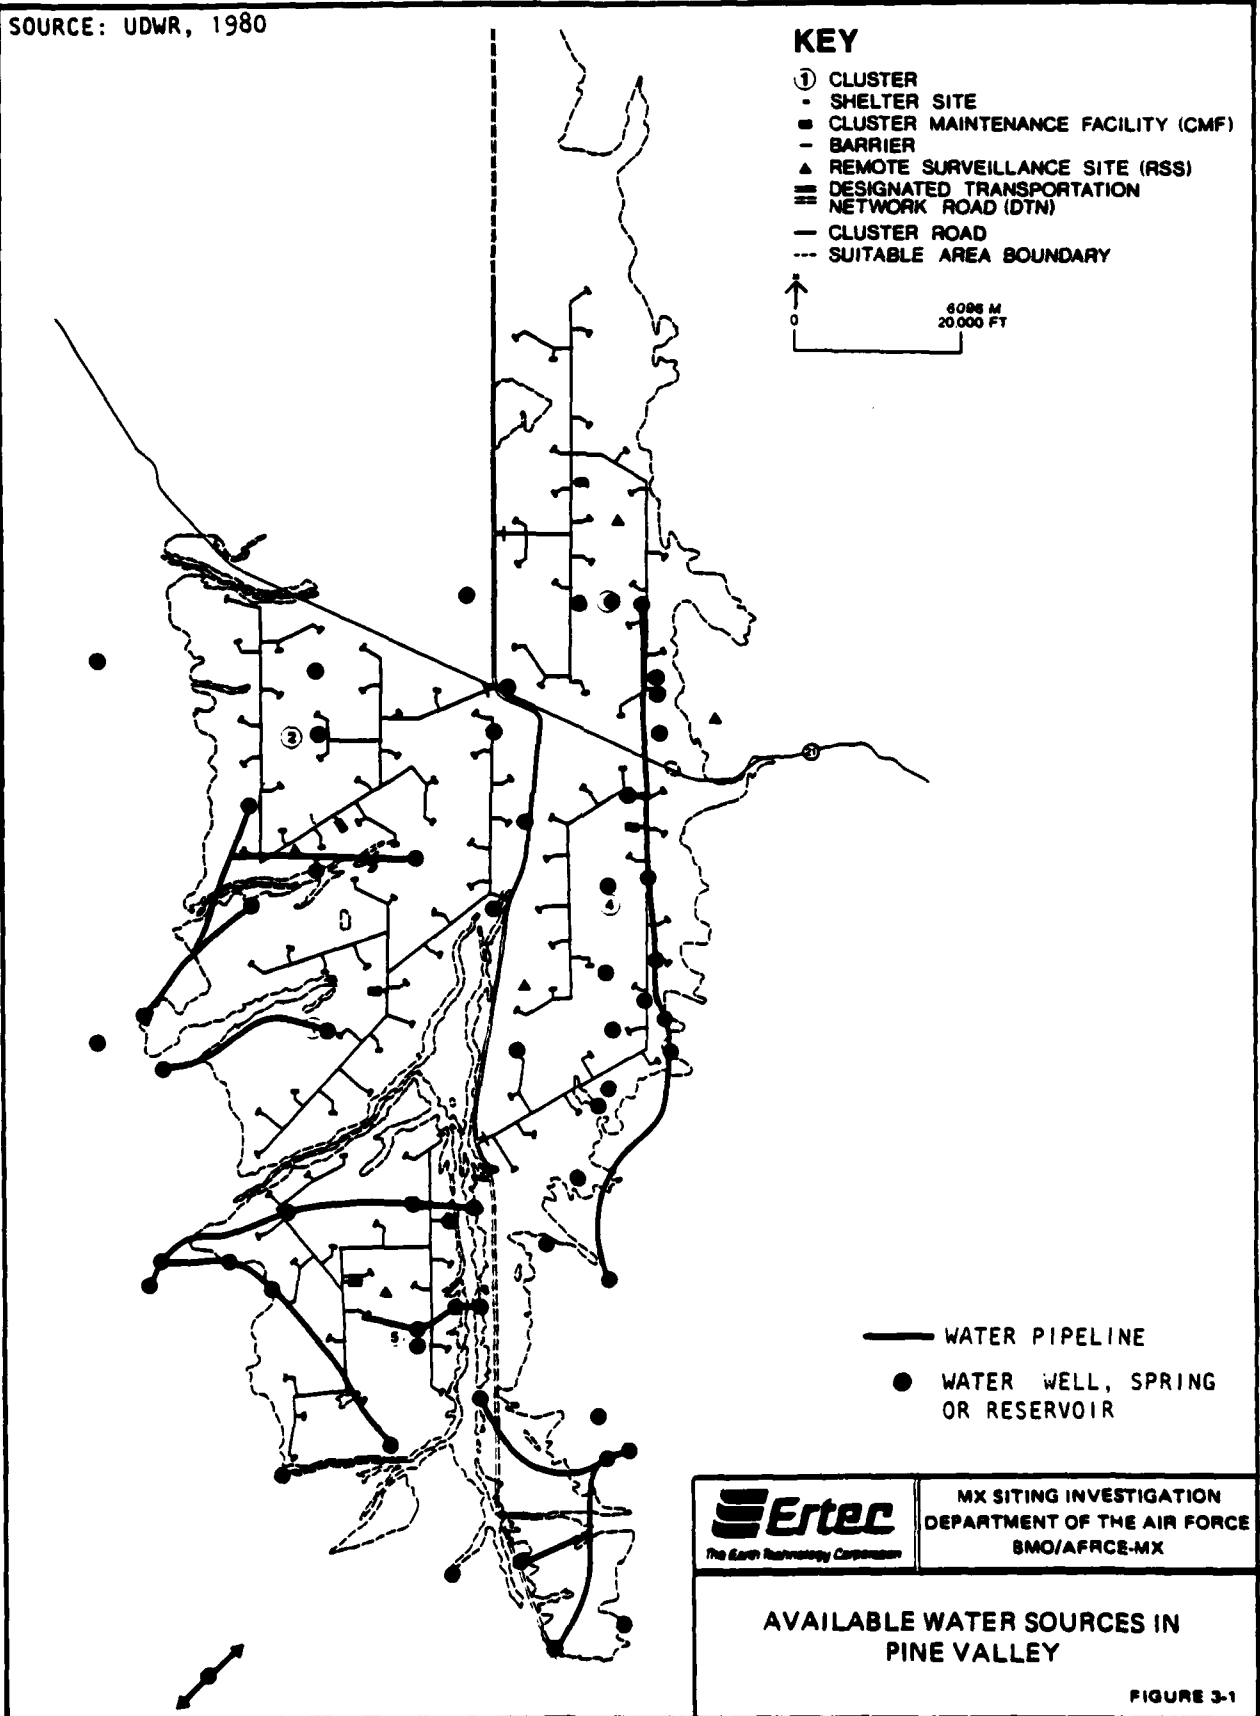 SOURCE: UDWR, 1980
KEY
1 CLUSTER
SHELTER SITE
CLUSTER MAINTENANCE FACILITY (CMF)
BARRIER
REMOTE SURVEILLANCE SITE (RSS)
DESIGNATED TRANSPORTATION
NETWORK ROAD (DTN)
CLUSTER ROAD
SUITABLE AREA BOUNDARY
N
6096 M
0
20,000 FT
2
21
4
5
WATER PIPELINE
WATER WELL, SPRING
OR RESERVOIR
Ertec
The Earth Technology Corporation
MX SITING INVESTIGATION
DEPARTMENT OF THE AIR FORCE
BMO/AFRCE-MX
AVAILABLE WATER SOURCES IN
PINE VALLEY
FIGURE 3-1